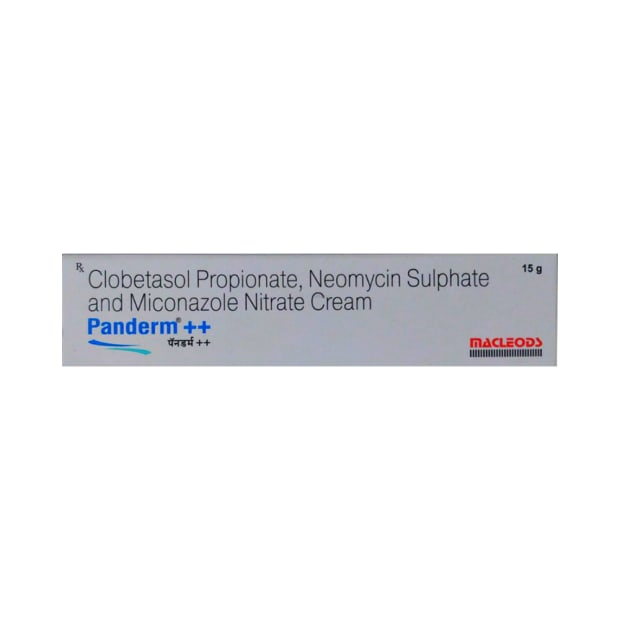 ℞
Clobetasol Propionate, Neomycin Sulphate
and Miconazole Nitrate Cream
15 g
Panderm® ++
पॅनडर्म ++
MACLEODS